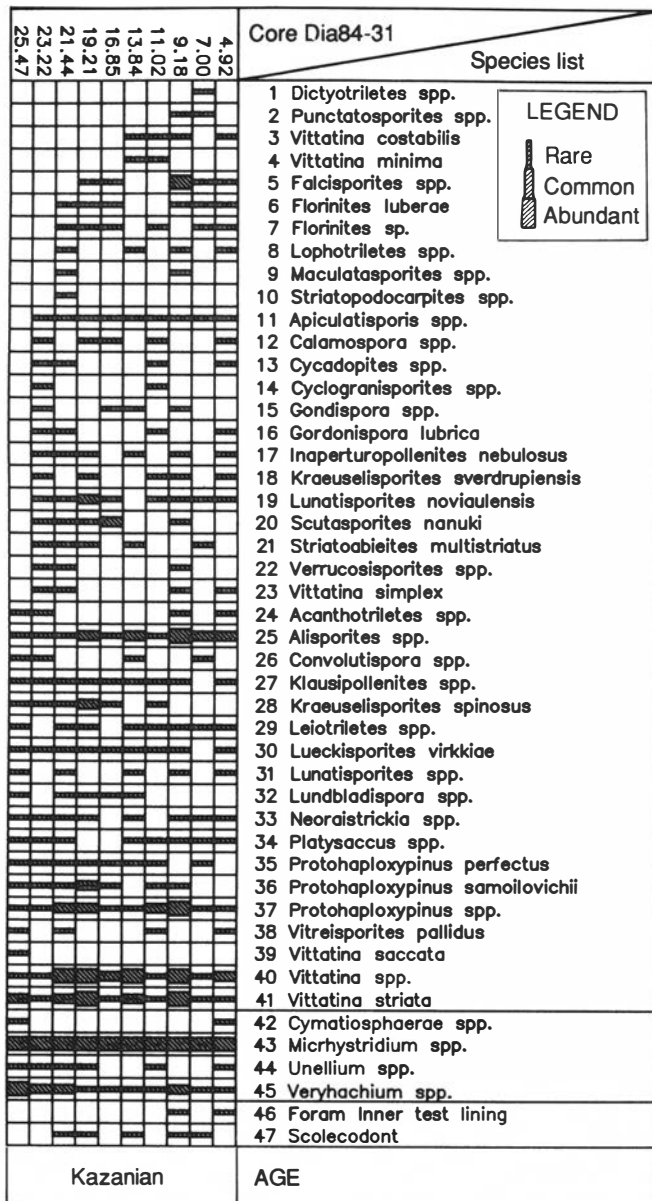 25.47
23.22
21.44
19.21
16.85
13.84
11.02
9.18
7.00
4.92
Core Dia84-31
Species list
LEGEND
Rare
Common
Abundant
1 Dictyotriletes spp.
2 Punctatosporites spp.
3 Vittatina costabilis
4 Vittatina minima
5 Falcisporites spp.
6 Florinites luberae
7 Florinites sp.
8 Lophotriletes spp.
9 Maculatasporites spp.
10 Striatopodocarpites spp.
11 Apiculatisporis spp.
12 Calamospora spp.
13 Cycadopites spp.
14 Cyclogranisporites spp.
15 Gondispora spp.
16 Gordonispora lubrica
17 Inaperturopollenites nebulosus
18 Kraeuselisporites sverdrupiensis
19 Lunatisporites noviaulensis
20 Scutasporites nanuki
21 Striatoabieites multistriatus
22 Verrucosisporites spp.
23 Vittatina simplex
24 Acanthotriletes spp.
25 Alisporites spp.
26 Convolutispora spp.
27 Klausipollenites spp.
28 Kraeuselisporites spinosus
29 Leiotriletes spp.
30 Lueckisporites virkkiae
31 Lunatisporites spp.
32 Lundbladispora spp.
33 Neoraistrickia spp.
34 Platysaccus spp.
35 Protohaploxypinus perfectus
36 Protohaploxypinus samoilovichii
37 Protohaploxypinus spp.
38 Vitreisporites pallidus
39 Vittatina saccata
40 Vittatina spp.
41 Vittatina striata
42 Cymatiosphaerae spp.
43 Micrhystridium spp.
44 Unellium spp.
45 Veryhachium spp.
46 Foram Inner test lining
47 Scolecodont
Kazanian
AGE